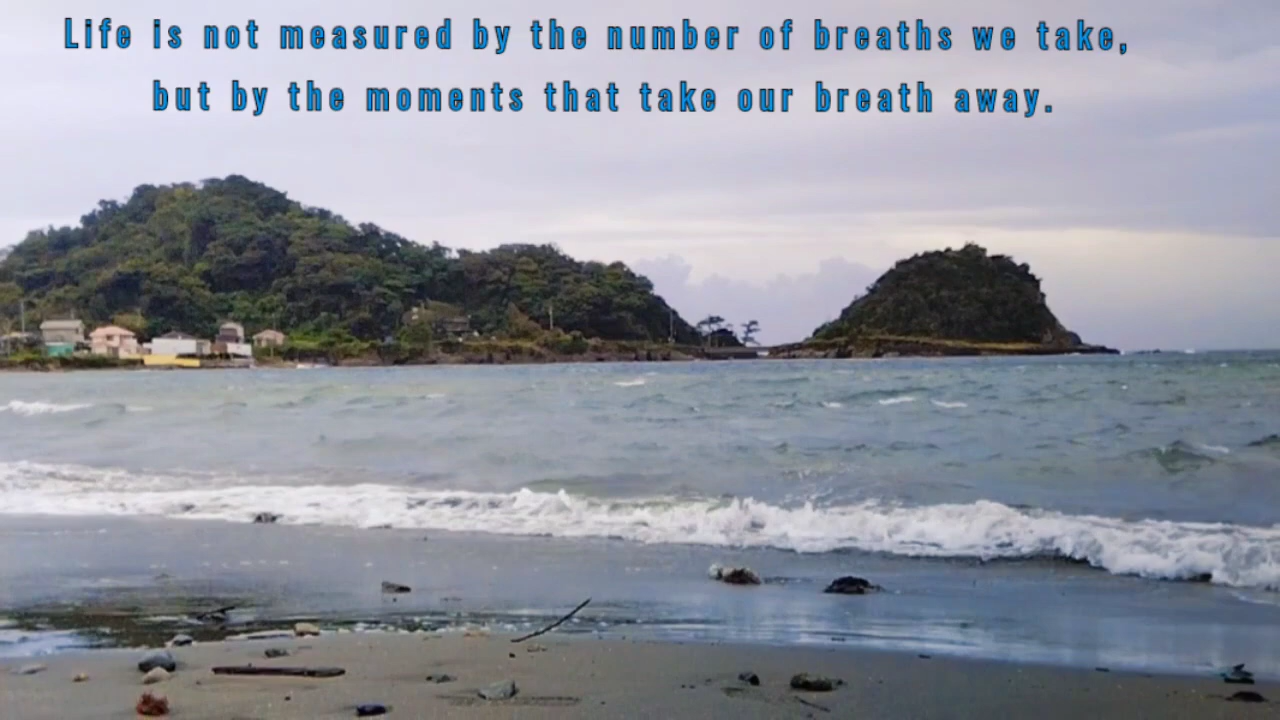 Life is not measured by the number of breaths we take,
but by the moments that take our breath away.